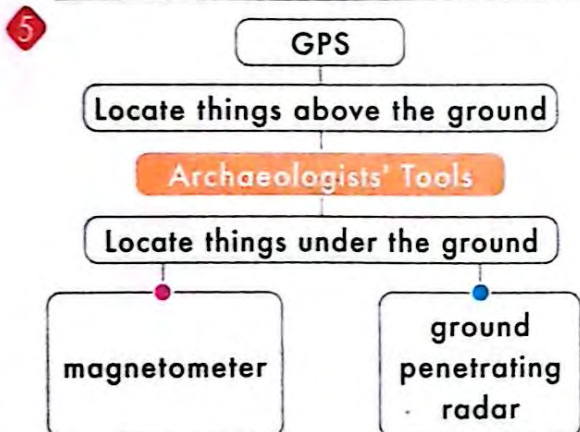 5
GPS
Locate things above the ground
Archaeologists' Tools
Locate things under the ground
magnetometer
ground
penetrating
radar